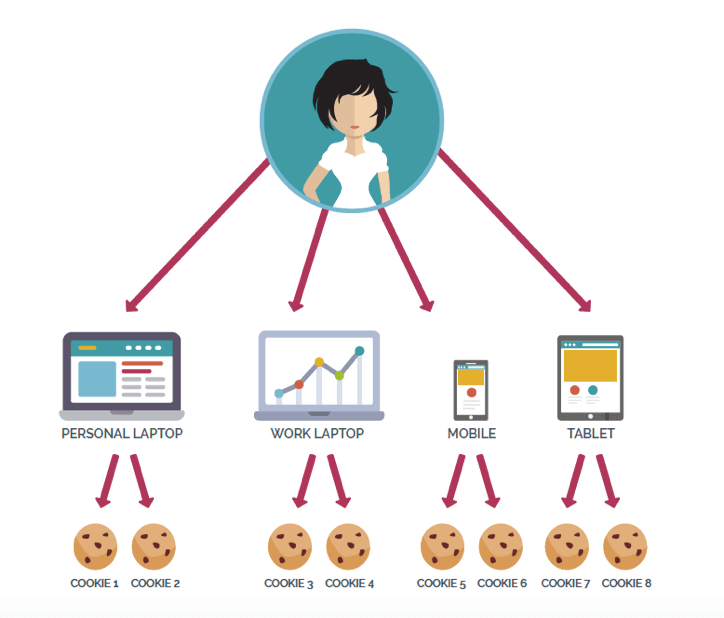 PERSONAL LAPTOP
WORK LAPTOP
MOBILE
TABLET
COOKIE 1
COOKIE 2
COOKIE 3
COOKIE 4
COOKIE 5
COOKIE 6
COOKIE 7
COOKIE 8